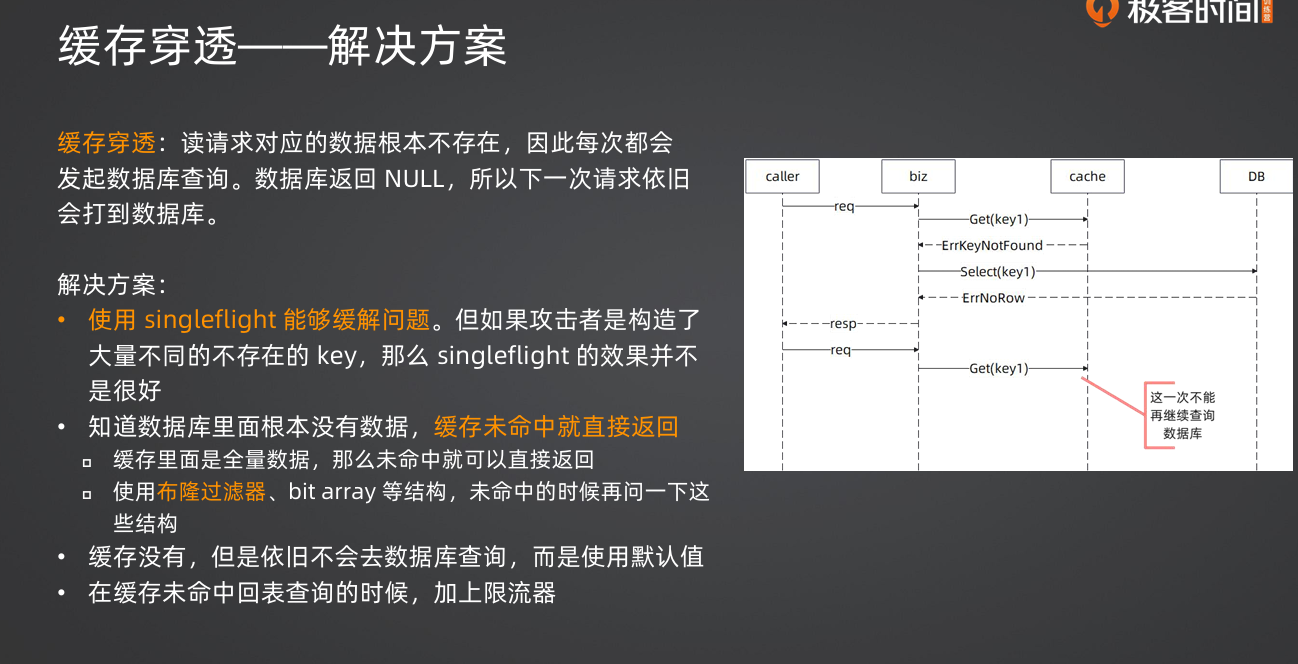 极客时间
训练营
缓存穿透——解决方案
缓存穿透：读请求对应的数据根本不存在，因此每次都会
发起数据库查询。数据库返回 NULL，所以下一次请求依旧
会打到数据库。
解决方案：
• 使用 singleflight 能够缓解问题。但如果攻击者是构造了
大量不同的不存在的 key，那么 singleflight 的效果并不
是很好
• 知道数据库里面根本没有数据，缓存未命中就直接返回
▫ 缓存里面是全量数据，那么未命中就可以直接返回
▫ 使用布隆过滤器、bit array 等结构，未命中的时候再问一下这
些结构
• 缓存没有，但是依旧不会去数据库查询，而是使用默认值
• 在缓存未命中回表查询的时候，加上限流器
caller biz cache DB
req
Get(key1)
ErrKeyNotFound
Select(key1)
ErrNoRow
resp
req
Get(key1)
这一次不能
再继续查询
数据库